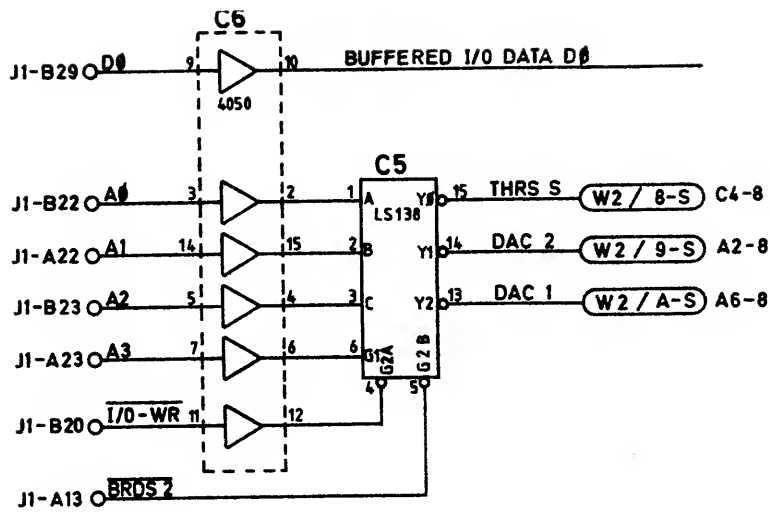 C6
J1-B29 DØ 9 10 BUFFERED I/O DATA DØ
4050
C5
J1-B22 AØ 3 2 1 A YØ 15 THRS S W2 / 8-S C4-8
LS138
J1-A22 A1 14 15 2 B Y1 14 DAC 2 W2 / 9-S A2-8
J1-B23 A2 5 4 3 C Y2 13 DAC 1 W2 / A-S A6-8
J1-A23 A3 7 6 6 G1 G2A G2B
4 5
J1-B20 I/O-WR 11 12
J1-A13 BRDS 2